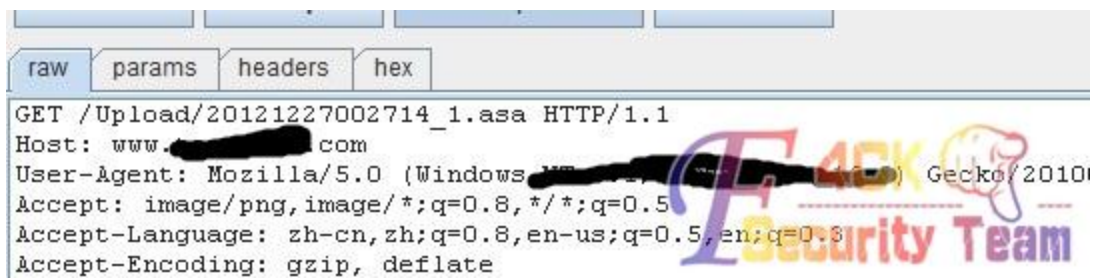 raw params headers hex
GET /Upload/20121227002714_1.asa HTTP/1.1
Host: www. com
User-Agent: Mozilla/5.0 (Windows ) Gecko/2010
Accept: image/png,image/*;q=0.8,*/*;q=0.5
Accept-Language: zh-cn,zh;q=0.8,en-us;q=0.5,en;q=0.3
Accept-Encoding: gzip, deflate
F4CK
Security Team